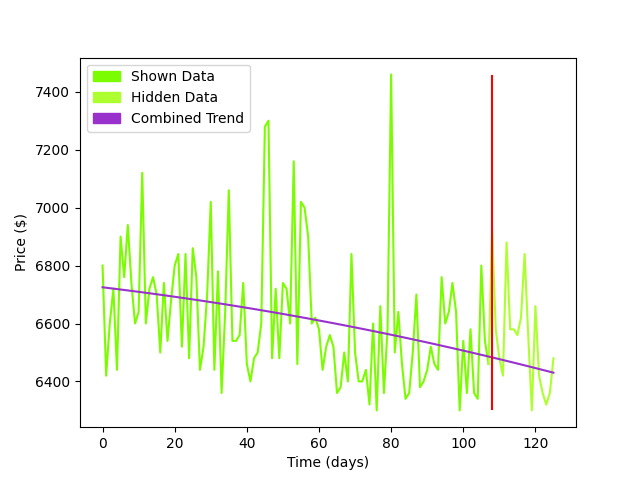 Shown Data
Hidden Data
Combined Trend
7400
7200
7000
6800
6600
6400
Price ($)
0 20 40 60 80 100 120
Time (days)